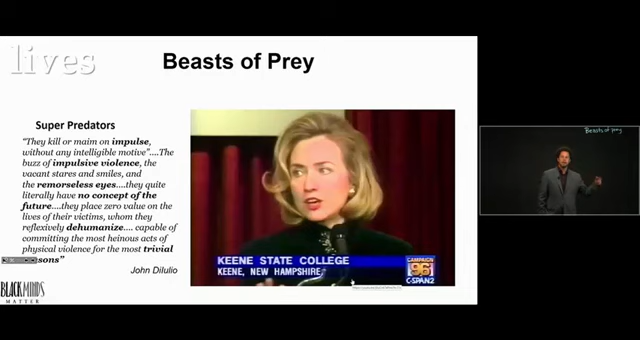 lives
Beasts of Prey
Super Predators
"They kill or maim on impulse,
without any intelligible motive"....The
buzz of impulsive violence, the
vacant stares and smiles, and
the remorseless eyes....they quite
literally have no concept of the
future....they place zero value on
the lives of their victims, whom they
reflexively dehumanize.... capable of
committing the most heinous acts of
physical violence for the most trivial
sons"
John DiIulio
BLACKMINDS
MATTER
KEENE STATE COLLEGE
KEENE, NEW HAMPSHIRE
CAMPAIGN
96
C-SPAN2
Beasts of prey